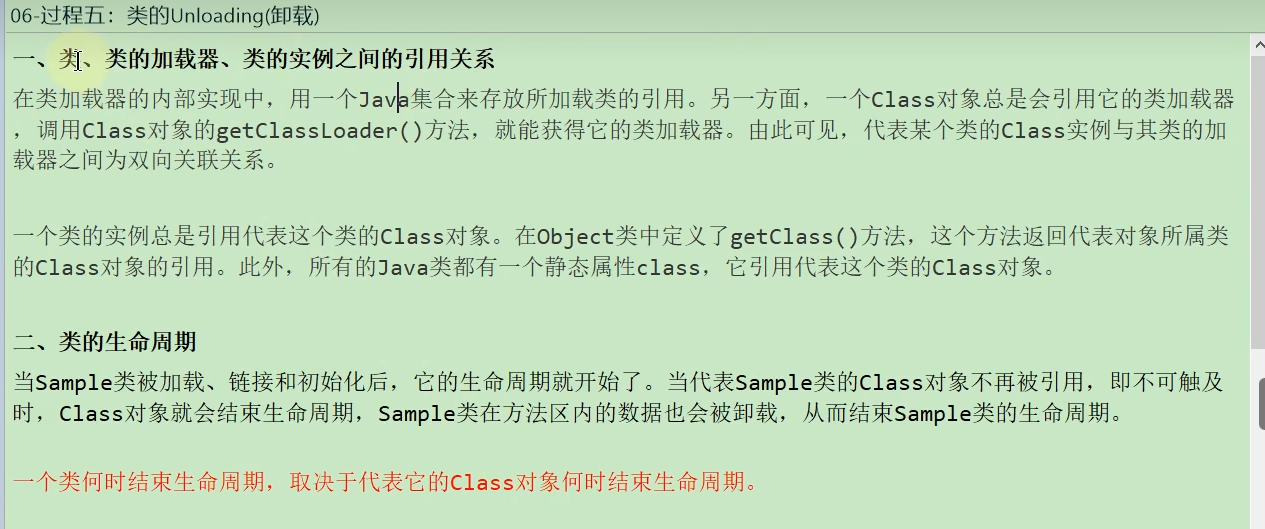 06-过程五：类的Unloading(卸载)
一、类、类的加载器、类的实例之间的引用关系
在类加载器的内部实现中，用一个Java集合来存放所加载类的引用。另一方面，一个Class对象总是会引用它的类加载器
，调用Class对象的getClassLoader()方法，就能获得它的类加载器。由此可见，代表某个类的Class实例与其类的加
载器之间为双向关联关系。
一个类的实例总是引用代表这个类的Class对象。在Object类中定义了getClass()方法，这个方法返回代表对象所属类
的Class对象的引用。此外，所有的Java类都有一个静态属性class，它引用代表这个类的Class对象。
二、类的生命周期
当Sample类被加载、链接和初始化后，它的生命周期就开始了。当代表Sample类的Class对象不再被引用，即不可触及
时，Class对象就会结束生命周期，Sample类在方法区内的数据也会被卸载，从而结束Sample类的生命周期。
一个类何时结束生命周期，取决于代表它的Class对象何时结束生命周期。